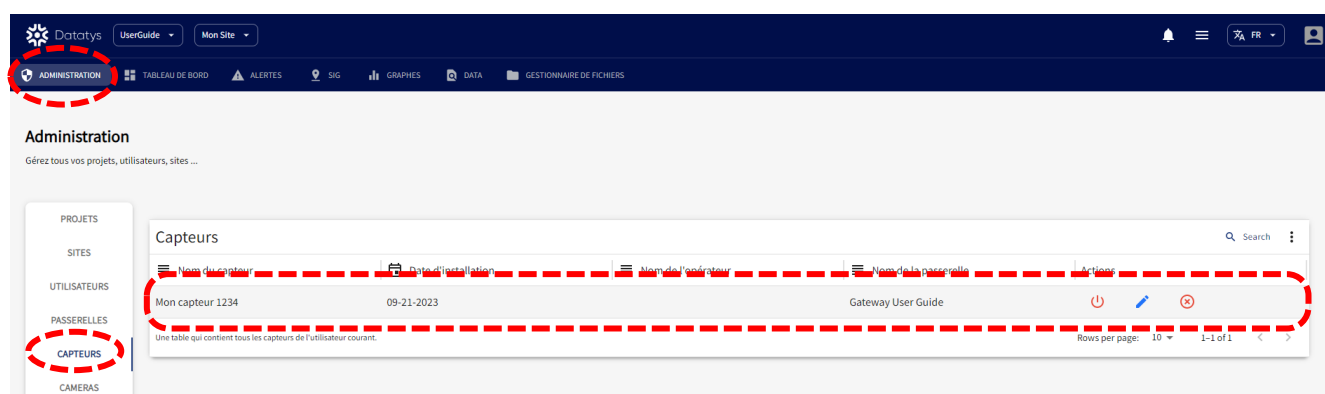 Datatys UserGuide Mon Site FR
ADMINISTRATION TABLEAU DE BORD ALERTES SIG GRAPHES DATA GESTIONNAIRE DE FICHIERS
Administration
Gérez tous vos projets, utilisateurs, sites ...
PROJETS
SITES
UTILISATEURS
PASSERELLES
CAPTEURS
CAMERAS
Capteurs Search
Nom du capteur Date d'installation Nom de l'opérateur Nom de la passerelle Actions
Mon capteur 1234 09-21-2023 Gateway User Guide
Une table qui contient tous les capteurs de l'utilisateur courant. Rows per page: 10 1–1 of 1